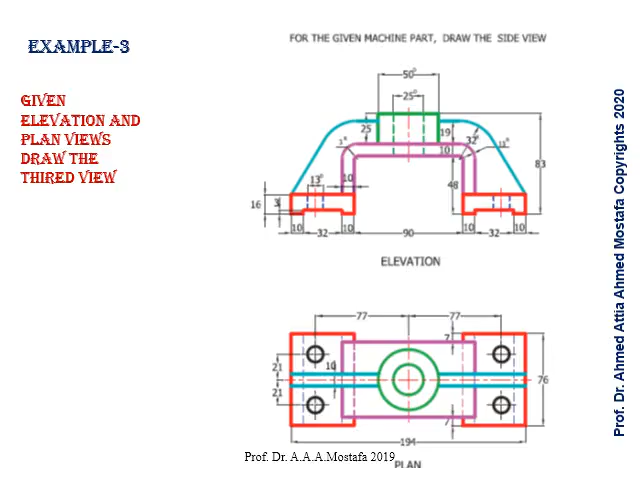 EXAMPLE-3
FOR THE GIVEN MACHINE PART, DRAW THE SIDE VIEW
GIVEN
ELEVATION AND
PLAN VIEWS
DRAW THE
THIRED VIEW
50°
25°
25
19
32°
10
83
13°
10
48
16
3
10
32
10
90
10
32
10
ELEVATION
77
77
7
21
10
21
76
7
194
Prof. Dr. A.A.A.Mostafa 2019
PLAN
Prof. Dr. Ahmed Attia Ahmed Mostafa Copyrights 2020